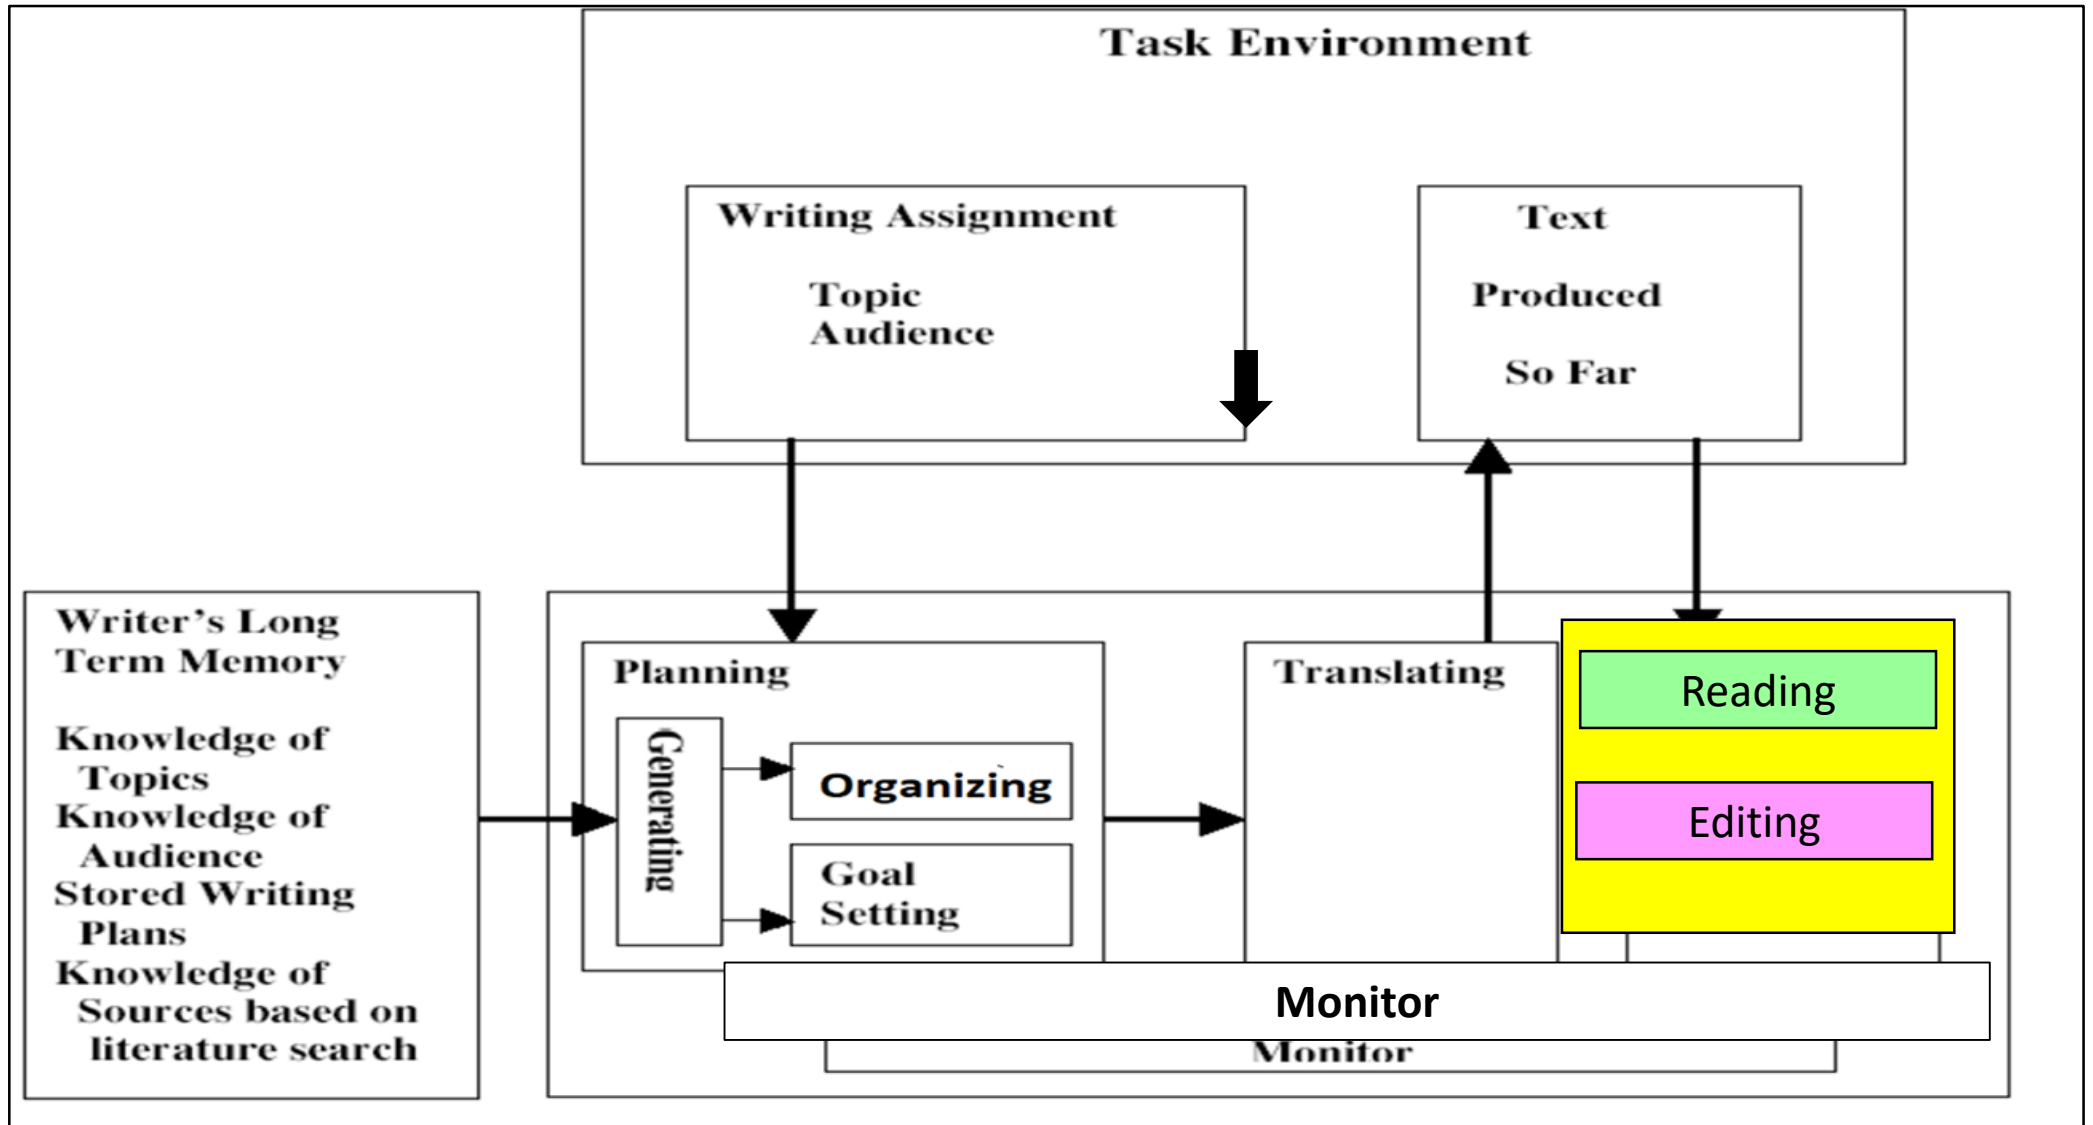 Task Environment
Writing Assignment
Topic
Audience
Text
Produced
So Far
Writer's Long
Term Memory
Knowledge of
Topics
Knowledge of
Audience
Stored Writing
Plans
Knowledge of
Sources based on
literature search
Planning
Generating
Organizing
Goal
Setting
Translating
Reading
Editing
Monitor
Monitor